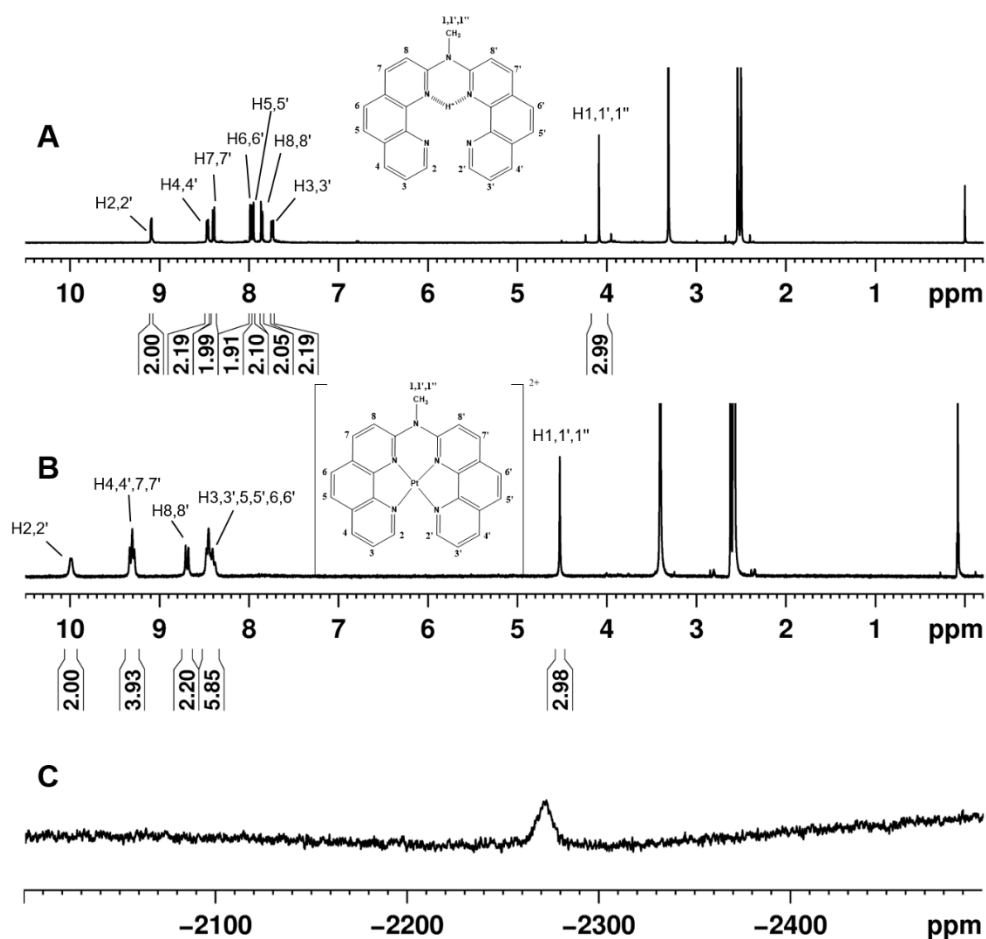 A
H2,2'
H4,4'
H7,7'
H6,6'
H5,5'
H8,8'
H3,3'
H1,1',1''
1,1',1''
CH3
8
N
8'
7
7'
N
H+
N
6
6'
5
5'
N
N
4
2
2'
4'
3
3'
10 9 8 7 6 5 4 3 2 1 ppm
2.00
2.19
1.99
1.91
2.10
2.05
2.19
2.99
B
H2,2'
H4,4',7,7'
H8,8'
H3,3',5,5',6,6'
H1,1',1''
2+
1,1',1''
CH3
8
N
8'
7
7'
N
N
6
Pt
6'
5
5'
N
N
4
2
2'
4'
3
3'
10 9 8 7 6 5 4 3 2 1 ppm
2.00
3.93
2.20
5.85
2.98
C
−2100 −2200 −2300 −2400 ppm